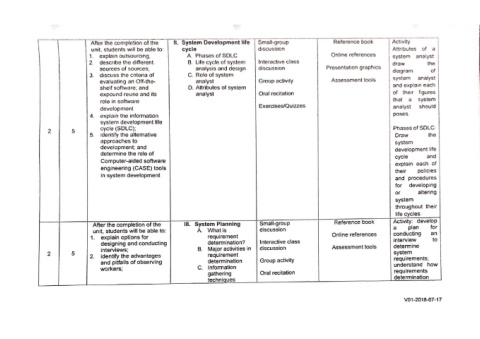 After the completion of the
unit, students will be able to:
1. explain outsourcing;
2. describe the different
sources of sources;
3. discuss the criteria of
evaluating an Off-the-
shelf software; and
expound reuse and its
role in software
development
4. explain the information
system development life
cycle (SDLC);
5. identify the alternative
approaches to
development; and
determine the role of
Computer-aided software
engineering (CASE) tools
in system development
2
5
II. System Development life
cycle
A. Phases of SDLC
B. Life cycle of system
analysis and design
C. Role of system
analyst
D. Attributes of system
analyst
Small-group
discussion
Interactive class
discussion
Group activity
Oral recitation
Exercises/Quizzes
Reference book
Online references
Presentation graphics
Assessment tools
Activity
Attributes of a
system analyst:
draw the
diagram of
system analyst
and explain each
of their figures
that a system
analyst should
poses.
Phases of SDLC
Draw the
system
development life
cycle and
explain each of
their policies
and procedures
for developing
or altering
system
throughout their
life cycles
After the completion of the
unit, students will be able to:
1. explain options for
designing and conducting
interviews;
2. identify the advantages
and pitfalls of observing
workers;
2
5
III. System Planning
A. What is
requirement
determination?
B. Major activities in
requirement
determination
C. Information
gathering
techniques
Small-group
discussion
Interactive class
discussion
Group activity
Oral recitation
Reference book
Online references
Assessment tools
Activity: develop
a plan for
conducting an
interview to
determine
system
requirements;
understand how
requirements
determination
V01-2018-07-17